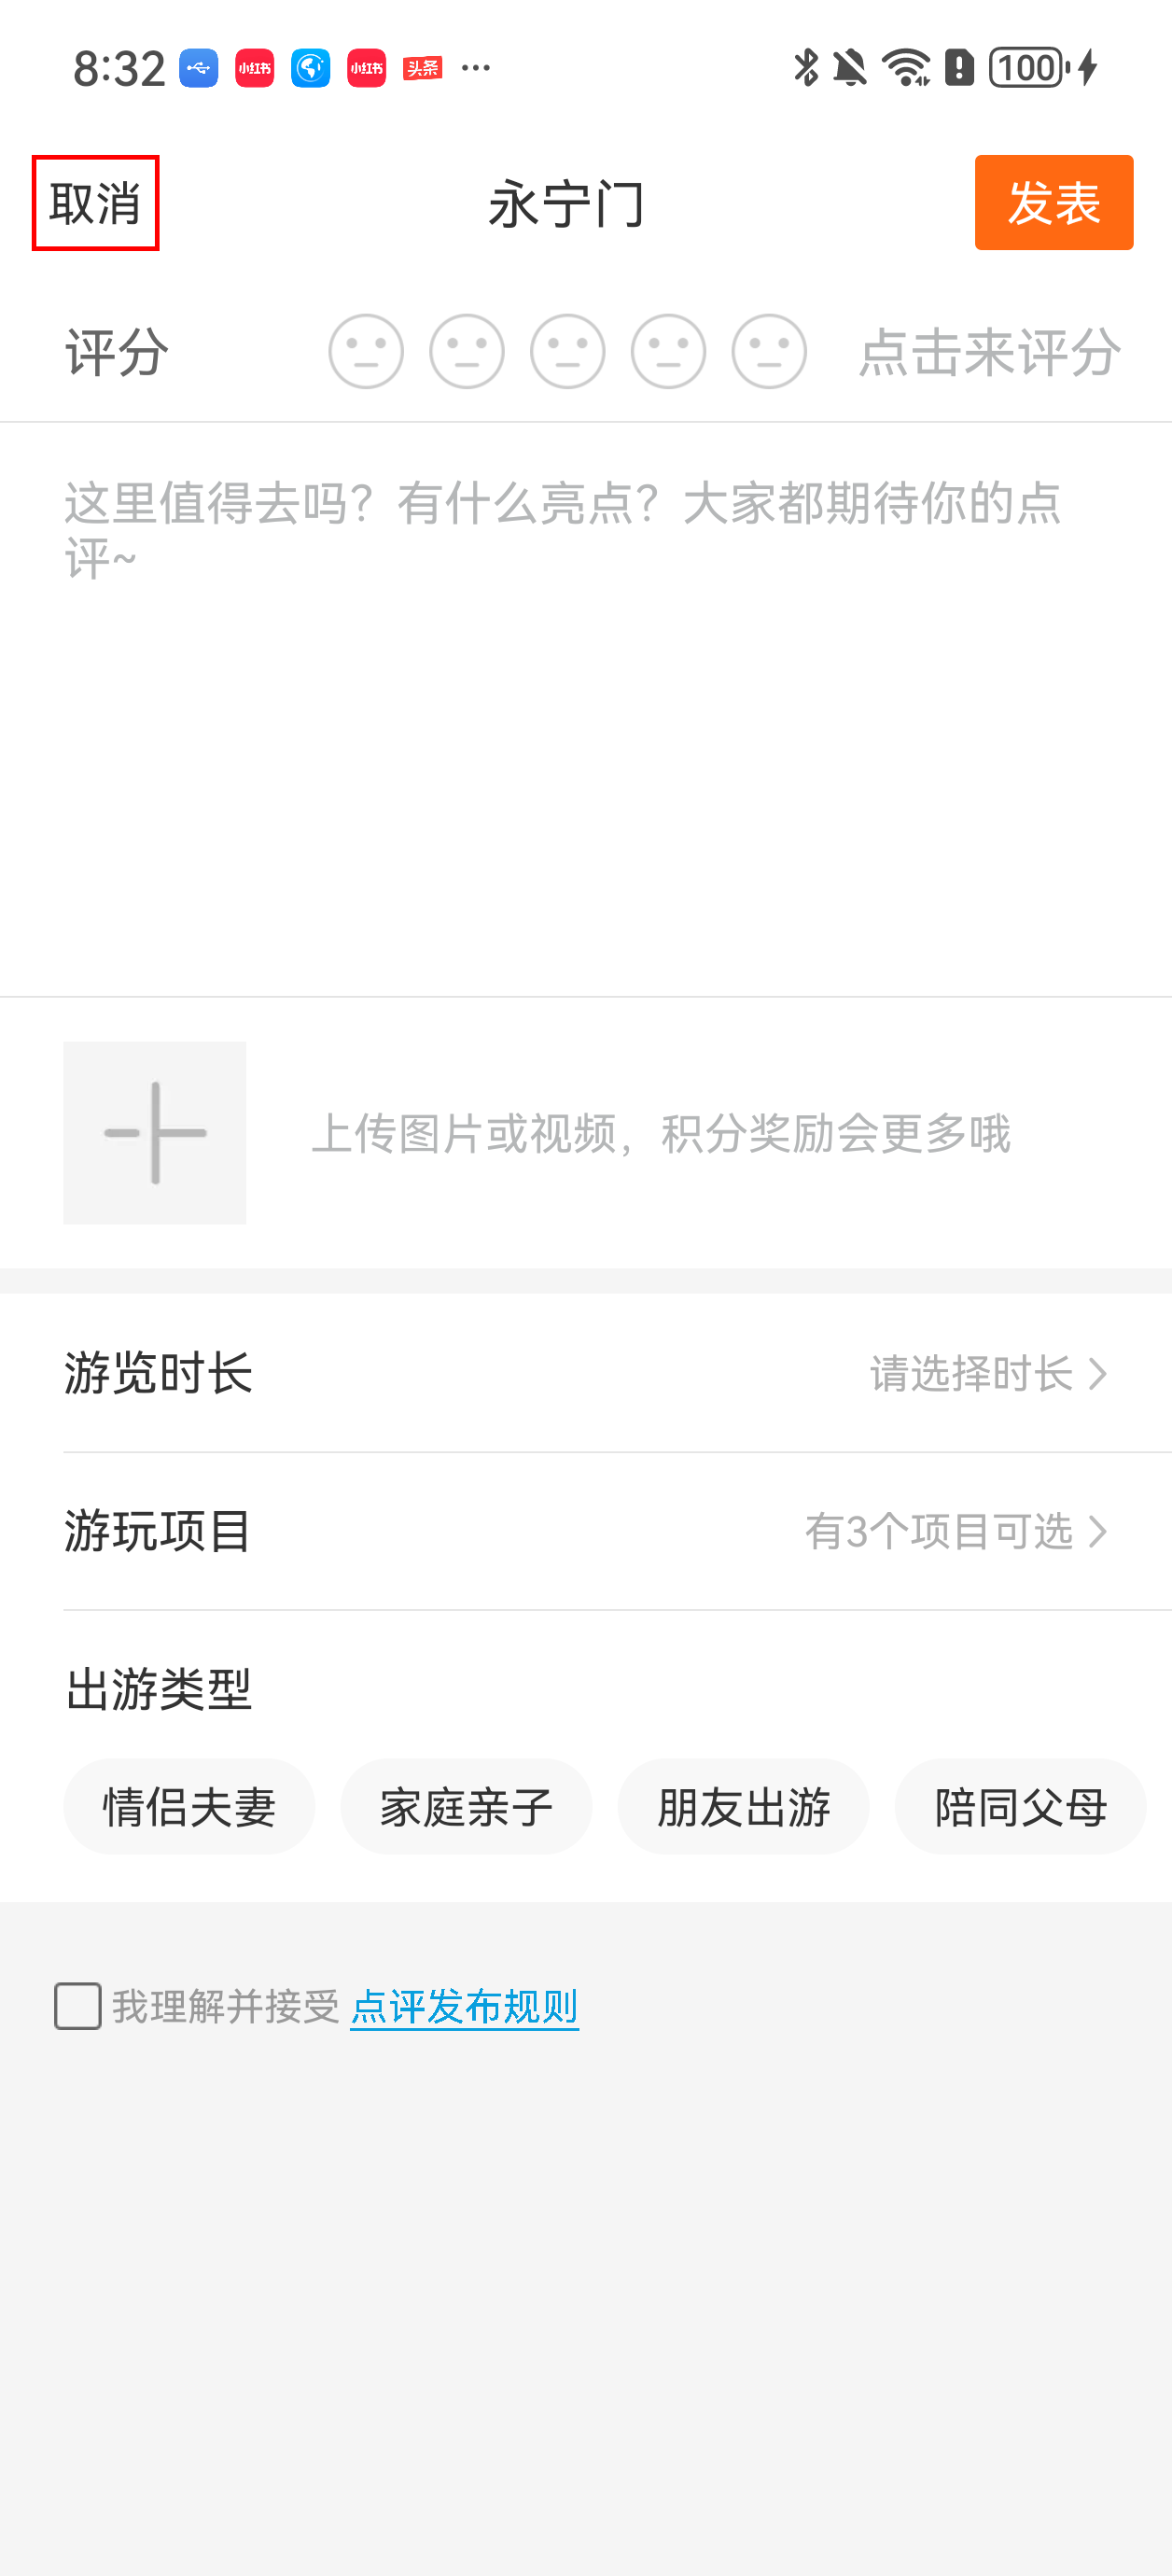 8:32 小红书 小红书 头条 ... 100
取消 永宁门 发表
评分 点击来评分
这里值得去吗？有什么亮点？大家都期待你的点
评~
上传图片或视频，积分奖励会更多哦
游览时长 请选择时长
游玩项目 有3个项目可选
出游类型
情侣夫妻 家庭亲子 朋友出游 陪同父母
我理解并接受 点评发布规则